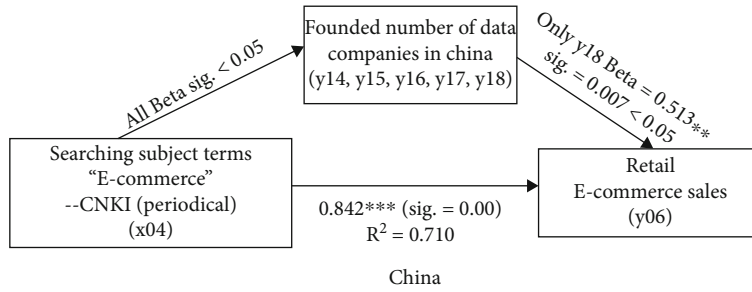 Founded number of data
companies in china
(y14, y15, y16, y17, y18)
All Beta sig. < 0.05
Only y18 Beta = 0.513**
sig. = 0.007 < 0.05
Searching subject terms
“E-commerce”
--CNKI (periodical)
(x04)
0.842*** (sig. = 0.00)
R² = 0.710
Retail
E-commerce sales
(y06)
China